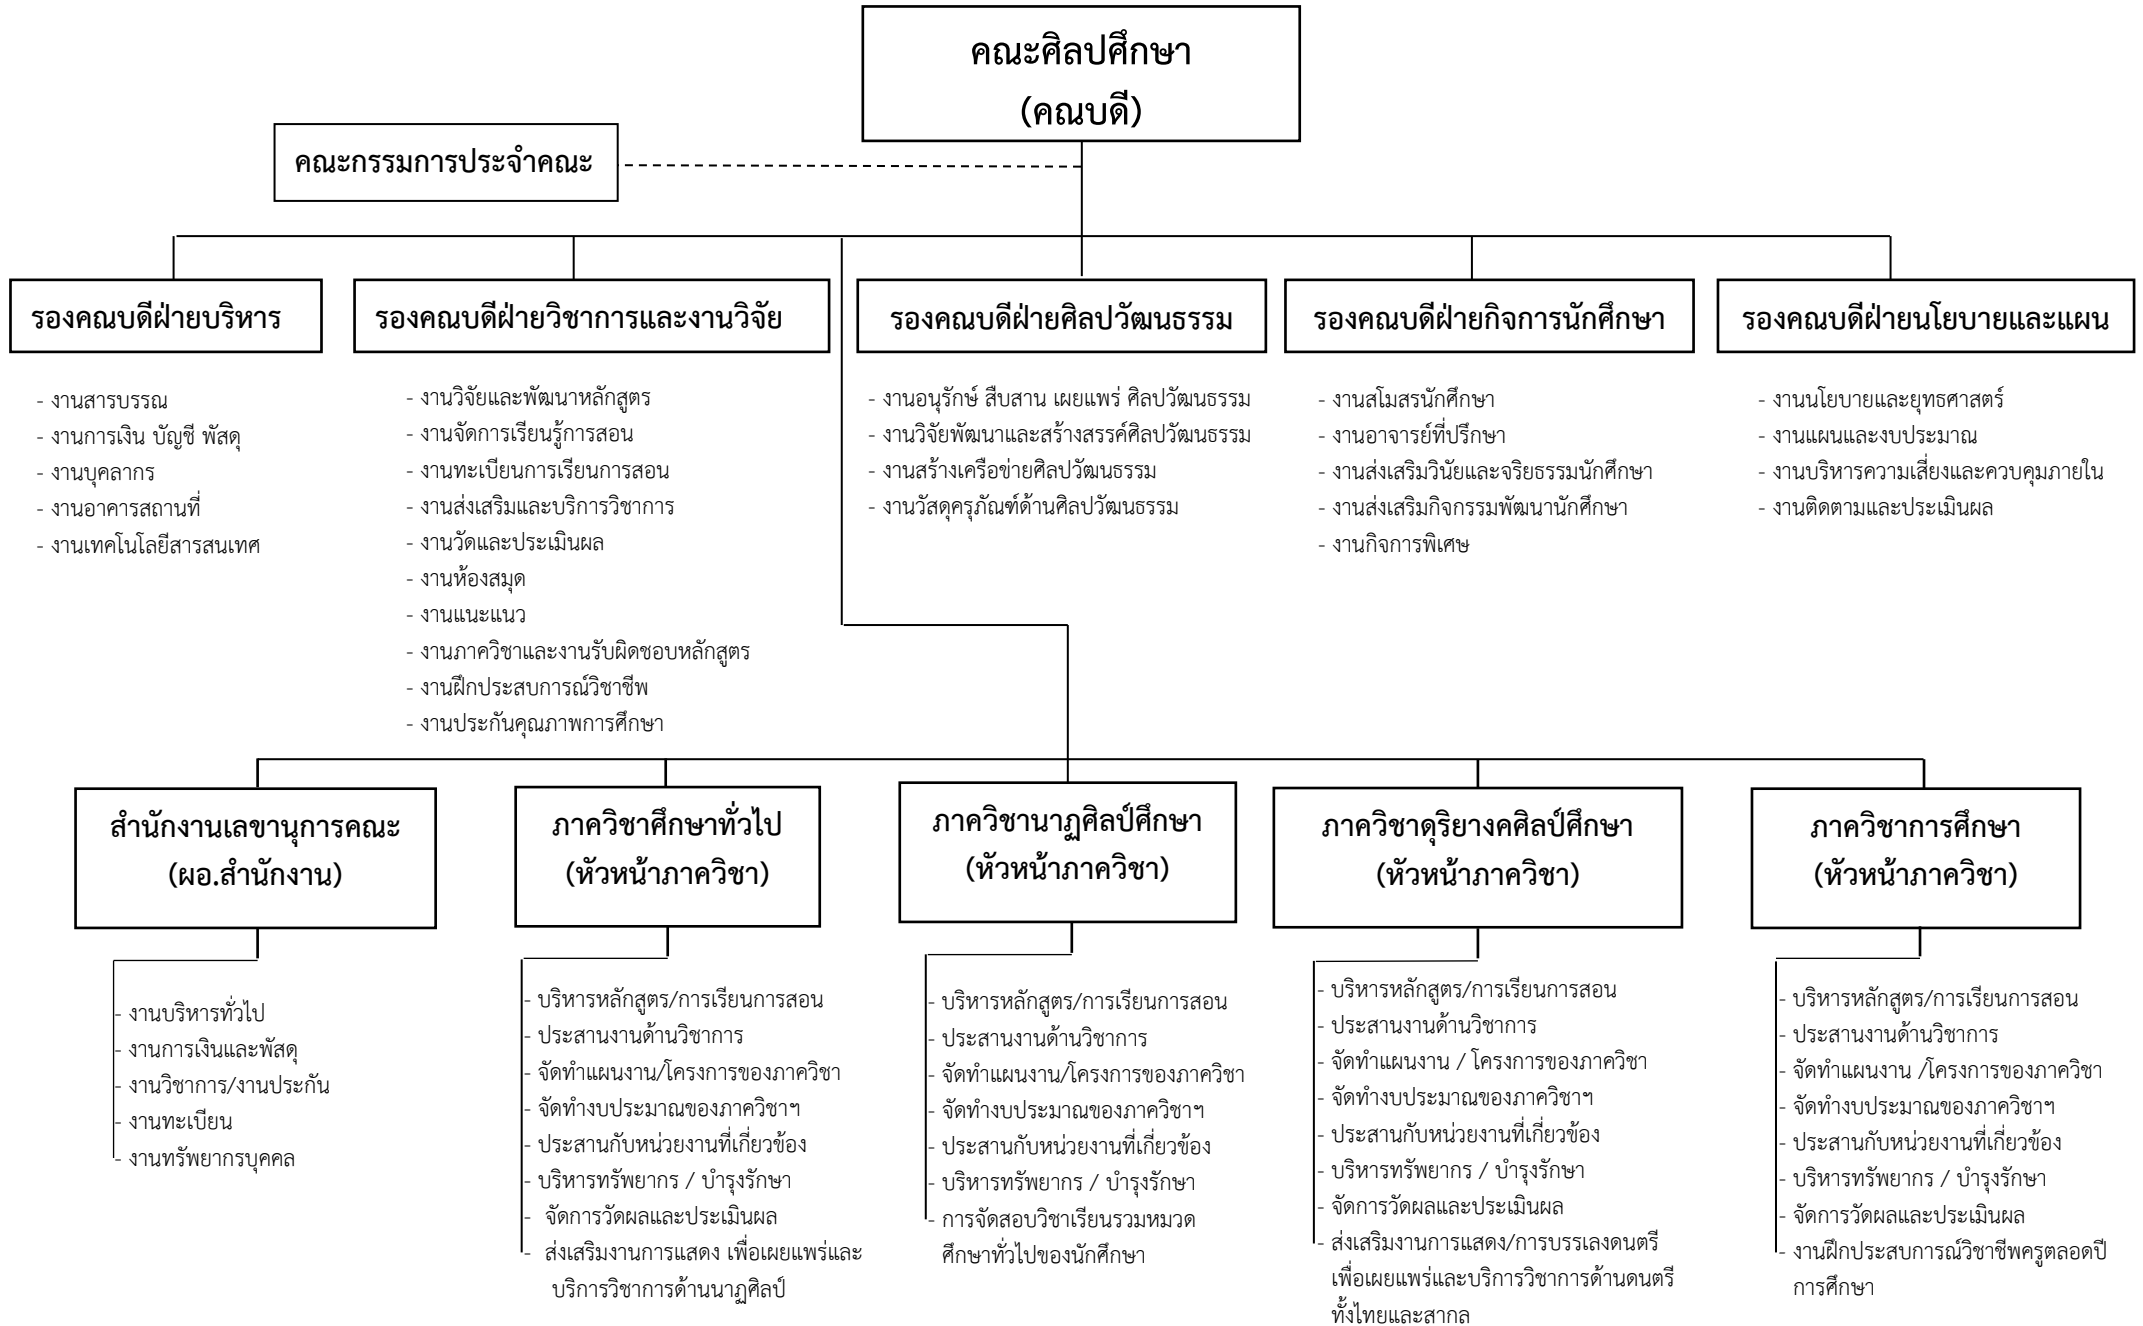 คณะศิลปศึกษา
(คณบดี)
คณะกรรมการประจำคณะ
รองคณบดีฝ่ายบริหาร
- งานสารบรรณ
- งานการเงิน บัญชี พัสดุ
- งานบุคลากร
- งานอาคารสถานที่
- งานเทคโนโลยีสารสนเทศ
รองคณบดีฝ่ายวิชาการและงานวิจัย
- งานวิจัยและพัฒนาหลักสูตร
- งานจัดการเรียนรู้การสอน
- งานทะเบียนการเรียนการสอน
- งานส่งเสริมและบริการวิชาการ
- งานวัดและประเมินผล
- งานห้องสมุด
- งานแนะแนว
- งานภาควิชาและงานรับผิดชอบหลักสูตร
- งานฝึกประสบการณ์วิชาชีพ
- งานประกันคุณภาพการศึกษา
รองคณบดีฝ่ายศิลปวัฒนธรรม
- งานอนุรักษ์ สืบสาน เผยแพร่ ศิลปวัฒนธรรม
- งานวิจัยพัฒนาและสร้างสรรค์ศิลปวัฒนธรรม
- งานสร้างเครือข่ายศิลปวัฒนธรรม
- งานวัสดุครุภัณฑ์ด้านศิลปวัฒนธรรม
รองคณบดีฝ่ายกิจการนักศึกษา
- งานสโมสรนักศึกษา
- งานอาจารย์ที่ปรึกษา
- งานส่งเสริมวินัยและจริยธรรมนักศึกษา
- งานส่งเสริมกิจกรรมพัฒนานักศึกษา
- งานกิจการพิเศษ
รองคณบดีฝ่ายนโยบายและแผน
- งานนโยบายและยุทธศาสตร์
- งานแผนและงบประมาณ
- งานบริหารความเสี่ยงและควบคุมภายใน
- งานติดตามและประเมินผล
สำนักงานเลขานุการคณะ
(ผอ.สำนักงาน)
- งานบริหารทั่วไป
- งานการเงินและพัสดุ
- งานวิชาการ/งานประกัน
- งานทะเบียน
- งานทรัพยากรบุคคล
ภาควิชาศึกษาทั่วไป
(หัวหน้าภาควิชา)
- บริหารหลักสูตร/การเรียนการสอน
- ประสานงานด้านวิชาการ
- จัดทำแผนงาน/โครงการของภาควิชา
- จัดทำงบประมาณของภาควิชาฯ
- ประสานกับหน่วยงานที่เกี่ยวข้อง
- บริหารทรัพยากร / บำรุงรักษา
- จัดการวัดผลและประเมินผล
- ส่งเสริมงานการแสดง เพื่อเผยแพร่และ
บริการวิชาการด้านนาฏศิลป์
ภาควิชานาฏศิลป์ศึกษา
(หัวหน้าภาควิชา)
- บริหารหลักสูตร/การเรียนการสอน
- ประสานงานด้านวิชาการ
- จัดทำแผนงาน/โครงการของภาควิชา
- จัดทำงบประมาณของภาควิชาฯ
- ประสานกับหน่วยงานที่เกี่ยวข้อง
- บริหารทรัพยากร / บำรุงรักษา
- การจัดสอบวิชาเรียนรวมหมวด
ศึกษาทั่วไปของนักศึกษา
ภาควิชาดุริยางคศิลป์ศึกษา
(หัวหน้าภาควิชา)
- บริหารหลักสูตร/การเรียนการสอน
- ประสานงานด้านวิชาการ
- จัดทำแผนงาน / โครงการของภาควิชา
- จัดทำงบประมาณของภาควิชาฯ
- ประสานกับหน่วยงานที่เกี่ยวข้อง
- บริหารทรัพยากร / บำรุงรักษา
- จัดการวัดผลและประเมินผล
- ส่งเสริมงานการแสดง/การบรรเลงดนตรี
เพื่อเผยแพร่และบริการวิชาการด้านดนตรี
ทั้งไทยและสากล
ภาควิชาการศึกษา
(หัวหน้าภาควิชา)
- บริหารหลักสูตร/การเรียนการสอน
- ประสานงานด้านวิชาการ
- จัดทำแผนงาน /โครงการของภาควิชา
- จัดทำงบประมาณของภาควิชาฯ
- ประสานกับหน่วยงานที่เกี่ยวข้อง
- บริหารทรัพยากร / บำรุงรักษา
- จัดการวัดผลและประเมินผล
- งานฝึกประสบการณ์วิชาชีพครูตลอดปี
การศึกษา